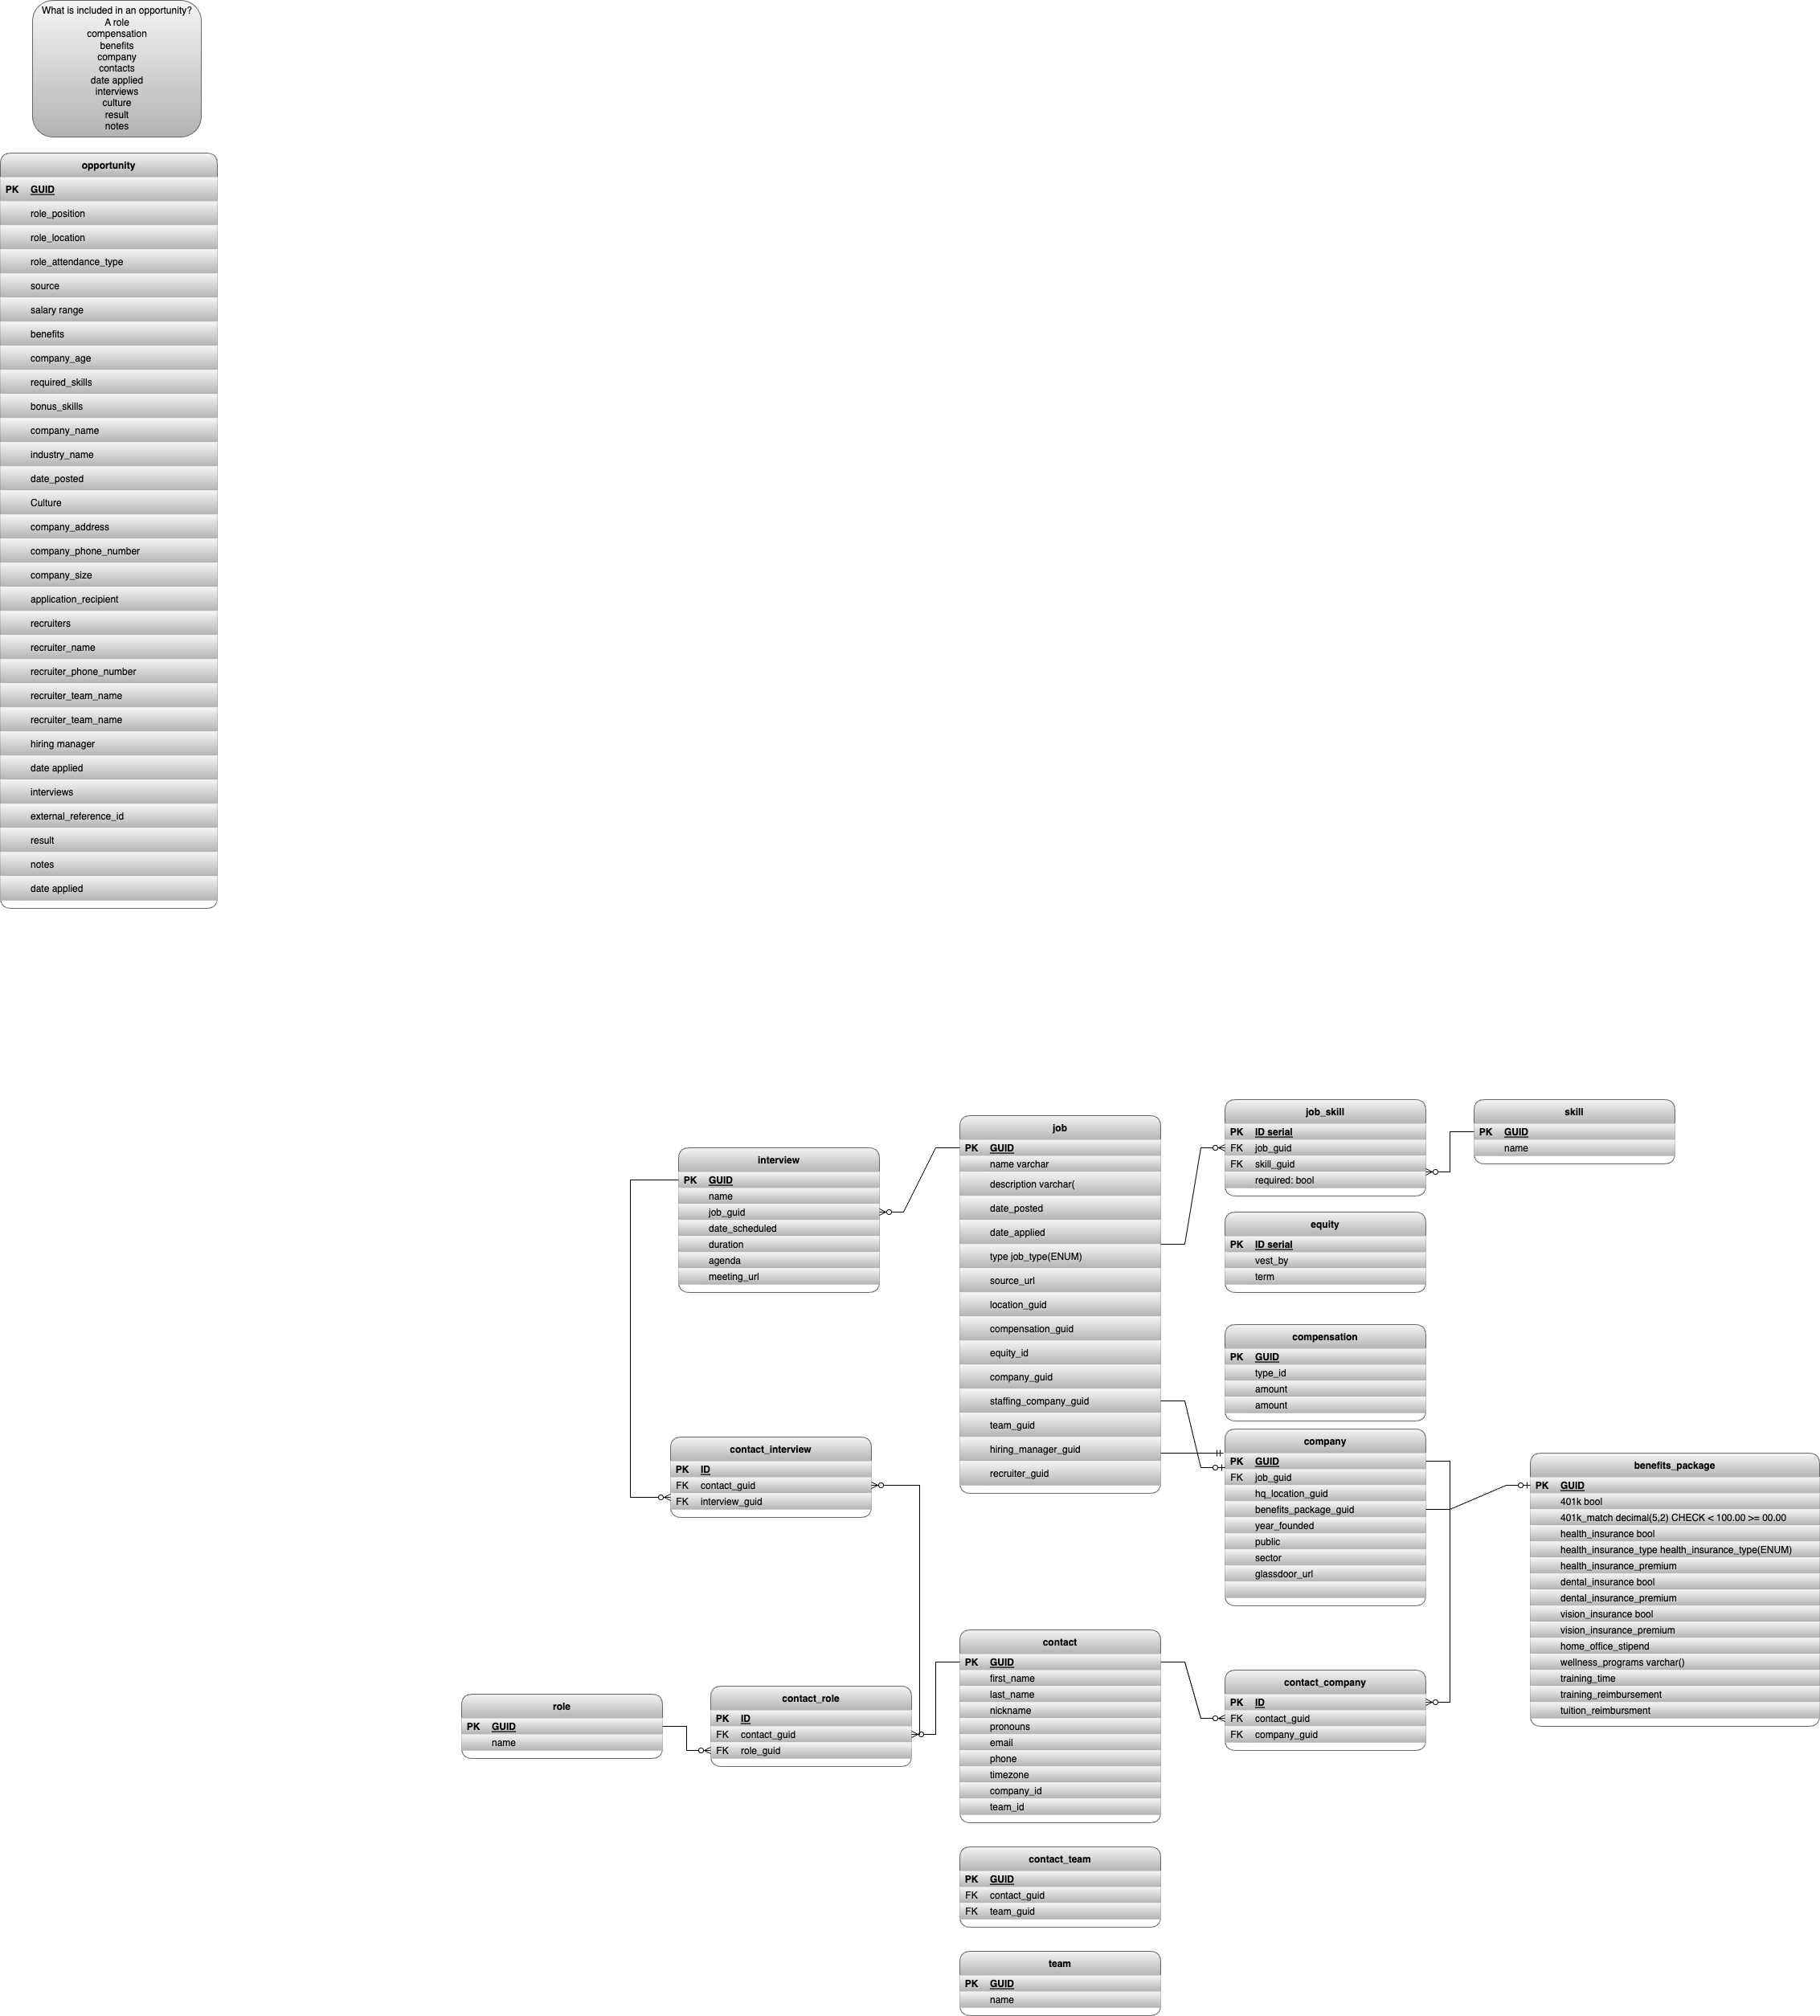 What is included in an opportunity?
A role
compensation
benefits
company
contacts
date applied
interviews
culture
result
notes
opportunity
PK GUID
role_position
role_location
role_attendance_type
source
salary range
benefits
company_age
required_skills
bonus_skills
company_name
industry_name
date_posted
Culture
company_address
company_phone_number
company_size
application_recipient
recruiters
recruiter_name
recruiter_phone_number
recruiter_team_name
recruiter_team_name
hiring manager
date applied
interviews
external_reference_id
result
notes
date applied
interview
PK GUID
name
job_guid
date_scheduled
duration
agenda
meeting_url
job
PK GUID
name varchar
description varchar(
date_posted
date_applied
type job_type(ENUM)
source_url
location_guid
compensation_guid
equity_id
company_guid
staffing_company_guid
team_guid
hiring_manager_guid
recruiter_guid
job_skill
PK ID serial
FK job_guid
FK skill_guid
required: bool
skill
PK GUID
name
equity
PK ID serial
vest_by
term
compensation
PK GUID
type_id
amount
amount
company
PK GUID
FK job_guid
hq_location_guid
benefits_package_guid
year_founded
public
sector
glassdoor_url
benefits_package
PK GUID
401k bool
401k_match decimal(5,2) CHECK < 100.00 >= 00.00
health_insurance bool
health_insurance_type health_insurance_type(ENUM)
health_insurance_premium
dental_insurance bool
dental_insurance_premium
vision_insurance bool
vision_insurance_premium
home_office_stipend
wellness_programs varchar()
training_time
training_reimbursement
tuition_reimbursment
contact_interview
PK ID
FK contact_guid
FK interview_guid
role
PK GUID
name
contact_role
PK ID
FK contact_guid
FK role_guid
contact
PK GUID
first_name
last_name
nickname
pronouns
email
phone
timezone
company_id
team_id
contact_company
PK ID
FK contact_guid
FK company_guid
contact_team
PK GUID
FK contact_guid
FK team_guid
team
PK GUID
name